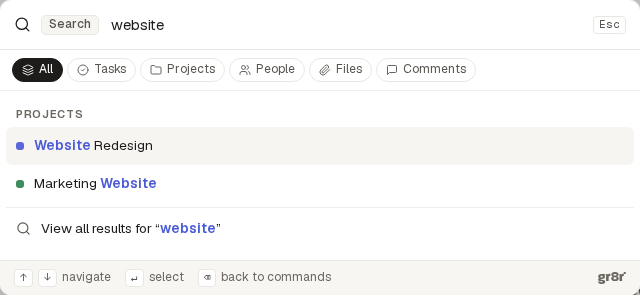 Search website Esc
All Tasks Projects People Files Comments
PROJECTS
Website Redesign
Marketing Website
View all results for “website”
↑ ↓ navigate ↵ select ⌫ back to commands gr8r